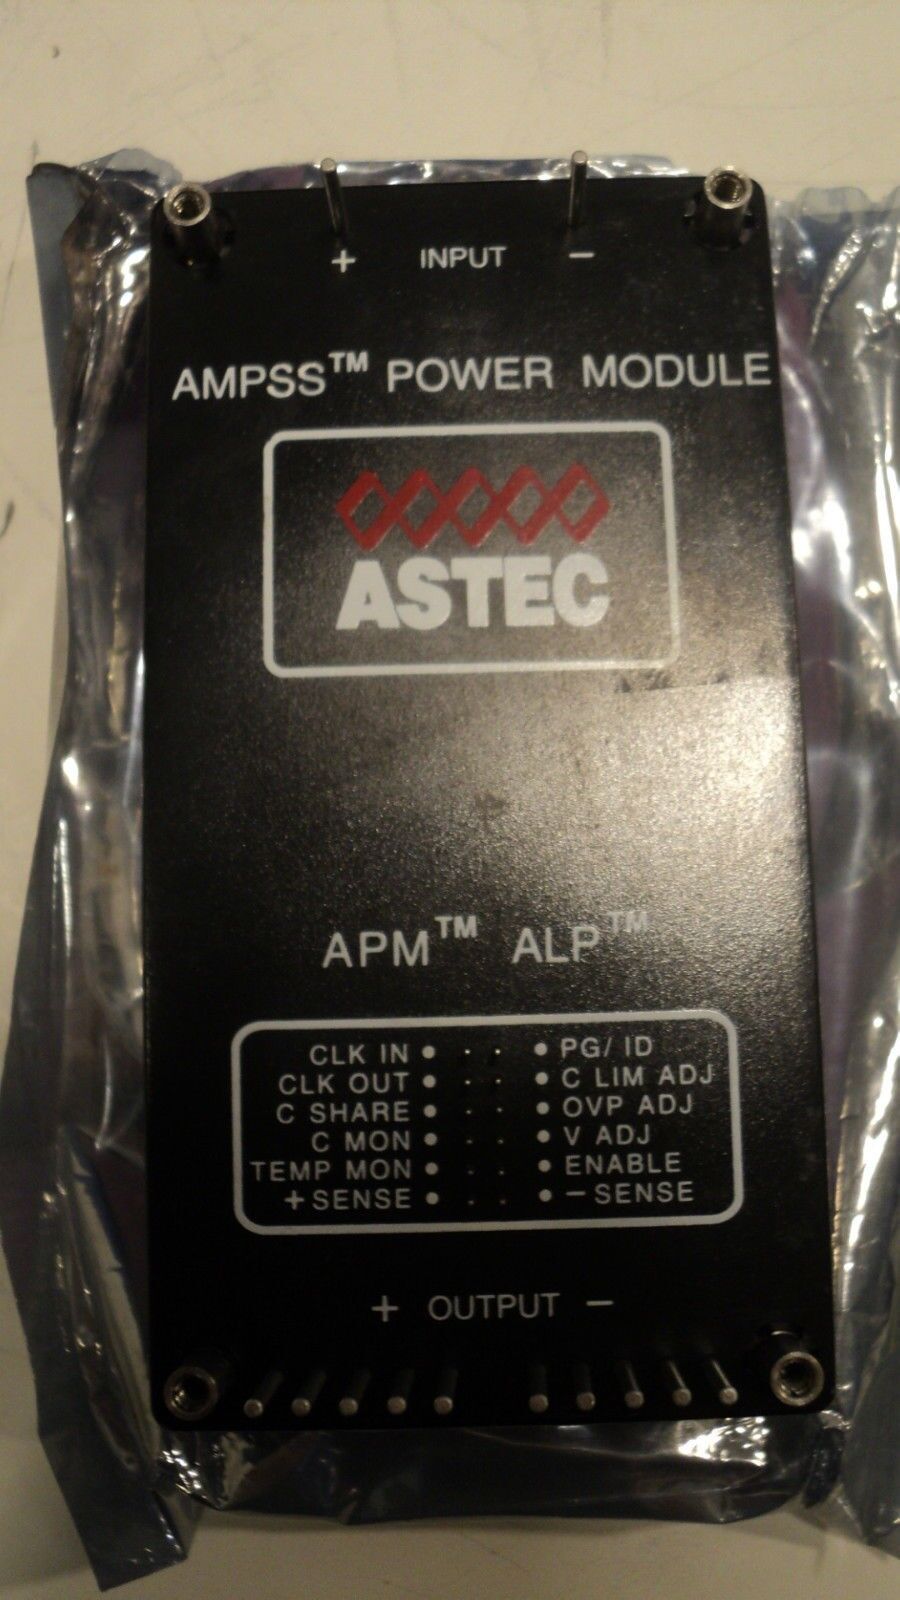 + INPUT −
AMPSS™ POWER MODULE
ASTEC
APM™ ALP™
CLK IN • • PG/ ID
CLK OUT • • C LIM ADJ
C SHARE • • OVP ADJ
C MON • • V ADJ
TEMP MON • • ENABLE
+SENSE • • −SENSE
+ OUTPUT −